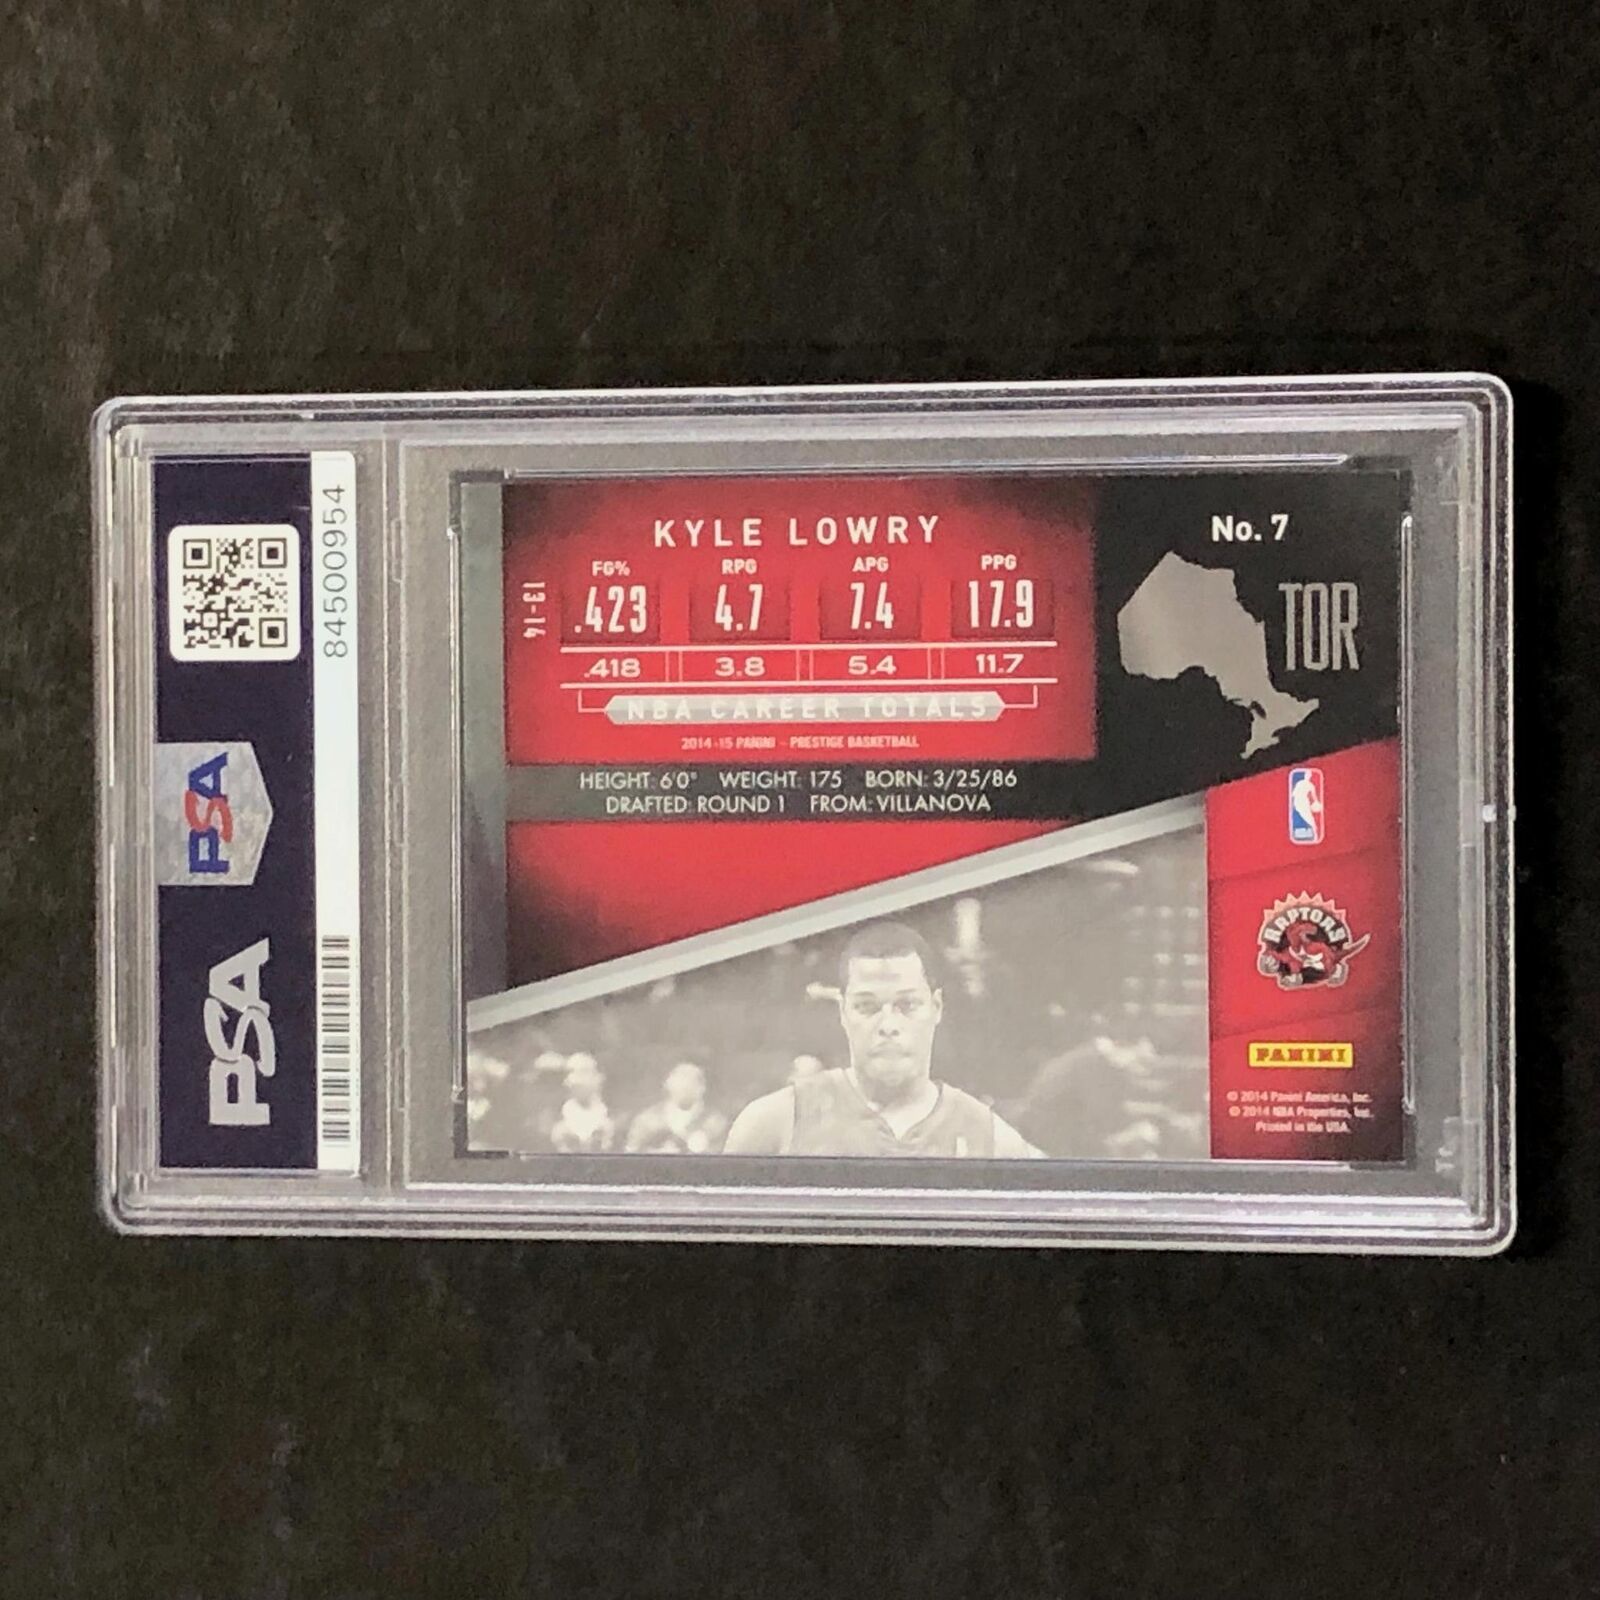 84500954
PSA
PSA
KYLE LOWRY
FG% RPG APG PPG
13-14
.423 4.7 7.4 17.9
.418 3.8 5.4 11.7
NBA CAREER TOTALS
2014-15 PANINI - PRESTIGE BASKETBALL
HEIGHT: 6'0" WEIGHT: 175 BORN: 3/25/86
DRAFTED: ROUND 1 FROM: VILLANOVA
No. 7
TOR
NBA
RAPTORS
PANINI
© 2014 Panini America, Inc.
© 2014 NBA Properties, Inc.
Printed in the USA.